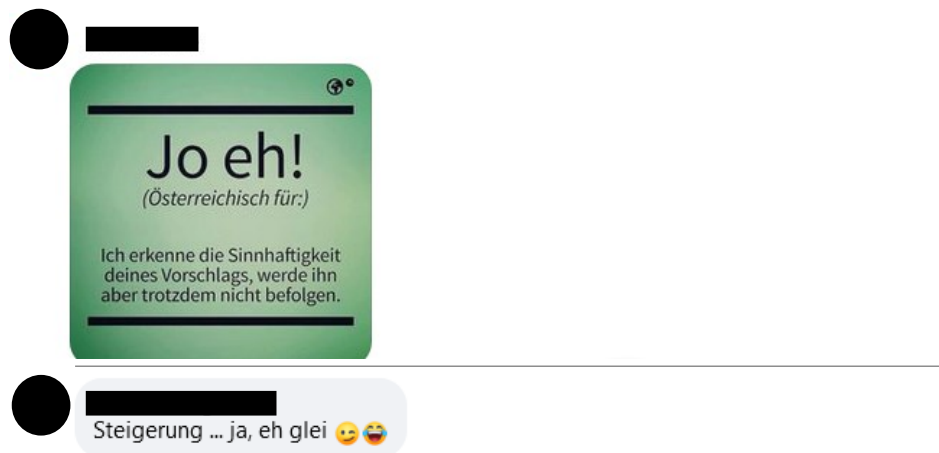 Jo eh!
(Österreichisch für:)
Ich erkenne die Sinnhaftigkeit
deines Vorschlags, werde ihn
aber trotzdem nicht befolgen.
Steigerung ... ja, eh glei 😉😂